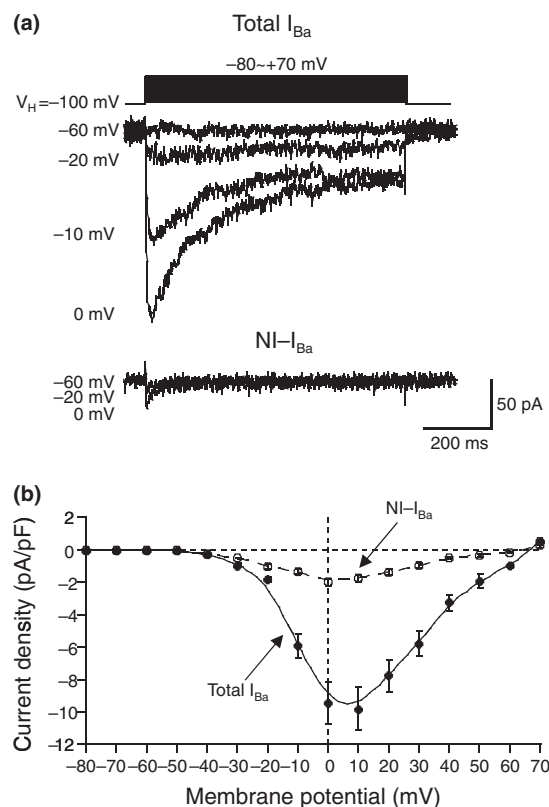 (a)
Total I_Ba
−80~+70 mV
V_H=−100 mV
−60 mV
−20 mV
−10 mV
0 mV
NI–I_Ba
−60 mV
−20 mV
0 mV
50 pA
200 ms
(b)
Current density (pA/pF)
2
0
−2
−4
−6
−8
−10
−12
NI–I_Ba
Total I_Ba
−80 −70 −60 −50 −40 −30 −20 −10 0 10 20 30 40 50 60 70
Membrane potential (mV)